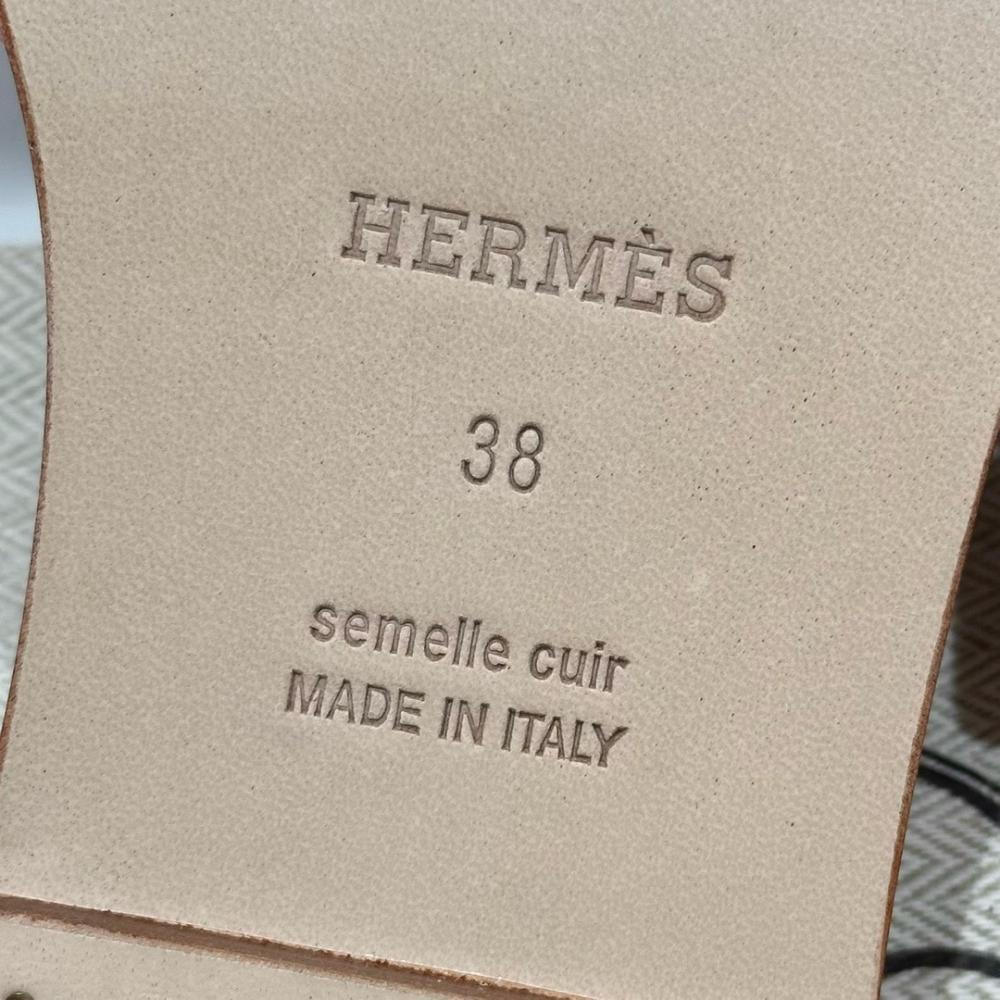 HERMÈS
38
semelle cuir
MADE IN ITALY